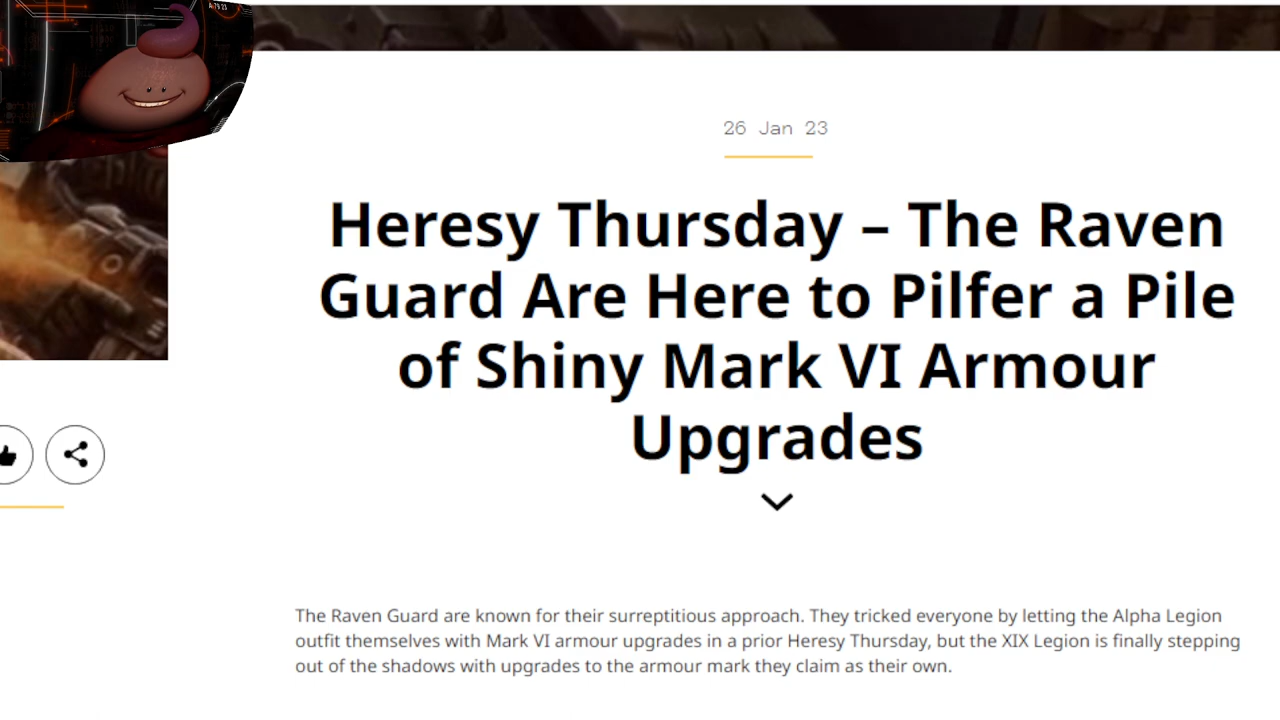 26 Jan 23
Heresy Thursday – The Raven
Guard Are Here to Pilfer a Pile
of Shiny Mark VI Armour
Upgrades
The Raven Guard are known for their surreptitious approach. They tricked everyone by letting the Alpha Legion
outfit themselves with Mark VI armour upgrades in a prior Heresy Thursday, but the XIX Legion is finally stepping
out of the shadows with upgrades to the armour mark they claim as their own.